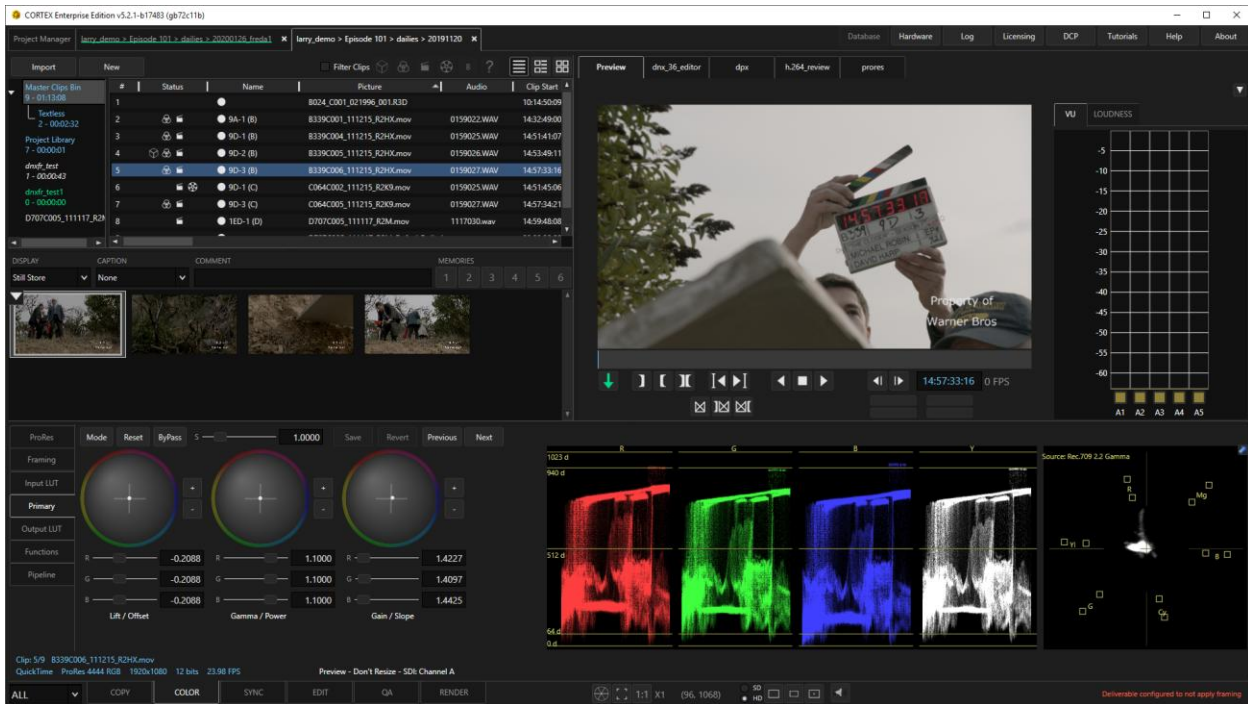 CORTEX Enterprise Edition v5.2.1-b17483 (gb72c11b)
Project Manager larry_demo > Episode 101 > dailies > 20200126_freda1 larry_demo > Episode 101 > dailies > 20191120 Database Hardware Log Licensing DCP Tutorials Help About
Import New Filter Clips ?
Preview dnx_36_editor dpx h.264_review prores
Master Clips Bin
9 - 01:13:08
Textless
2 - 00:02:32
Project Library
7 - 00:00:01
dnxfr_test
1 - 00:00:43
dnxfr_test1
0 - 00:00:00
D707C005_111117_R2M
# Status Name Picture Audio Clip Start
1 B024_C001_021996_001.R3D 10:14:50:09
2 9A-1 (B) B339C001_111215_R2HX.mov 0159022.WAV 14:32:49:00
3 9D-1 (B) B339C004_111215_R2HX.mov 0159025.WAV 14:51:41:07
4 9D-2 (B) B339C005_111215_R2HX.mov 0159026.WAV 14:53:49:11
5 9D-3 (B) B339C006_111215_R2HX.mov 0159027.WAV 14:57:33:16
6 9D-1 (C) C064C002_111215_R2K9.mov 0159025.WAV 14:51:45:06
7 9D-3 (C) C064C005_111215_R2K9.mov 0159027.WAV 14:57:34:21
8 1ED-1 (D) D707C005_111117_R2M.mov 1117030.wav 14:59:48:08
DISPLAY CAPTION COMMENT MEMORIES
Still Store None 1 2 3 4 5 6
14573317
B339 9D 3
MICHAEL ROBIN
Property of
Warner Bros
14:57:33:16 0 FPS
VU LOUDNESS
-5
-10
-15
-20
-25
-30
-35
-40
-45
-50
-55
-60
A1 A2 A3 A4 A5
ProRes
Framing
Input LUT
Primary
Output LUT
Functions
Pipeline
Mode Reset ByPass S 1.0000 Save Revert Previous Next
+ + +
- - -
R -0.2088 R 1.1000 R 1.4227
G -0.2088 G 1.1000 G 1.4097
B -0.2088 B 1.1000 B 1.4425
Lift / Offset Gamma / Power Gain / Slope
R G B Y
1023 d
940 d
512 d
64 d
0 d
Source: Rec.709 2.2 Gamma
R Mg
Yl B
G Cy
Clip: 5/9 B339C006_111215_R2HX.mov
QuickTime ProRes 4444 RGB 1920x1080 12 bits 23.98 FPS Preview - Don't Resize - SDI: Channel A
ALL COPY COLOR SYNC EDIT QA RENDER 1:1 X1 (96, 1068) SD HD Deliverable configured to not apply framing